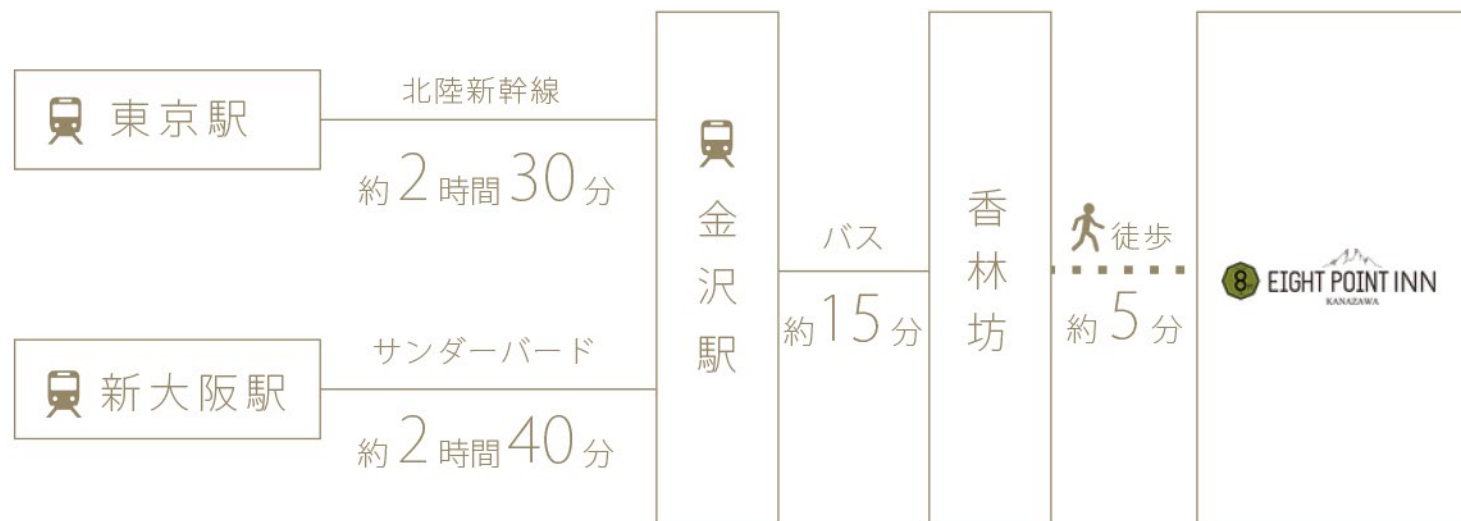 東京駅
北陸新幹線
約2時間30分
新大阪駅
サンダーバード
約2時間40分
金沢駅
バス
約15分
香林坊
徒歩
約5分
8 EIGHT POINT INN
KANAZAWA